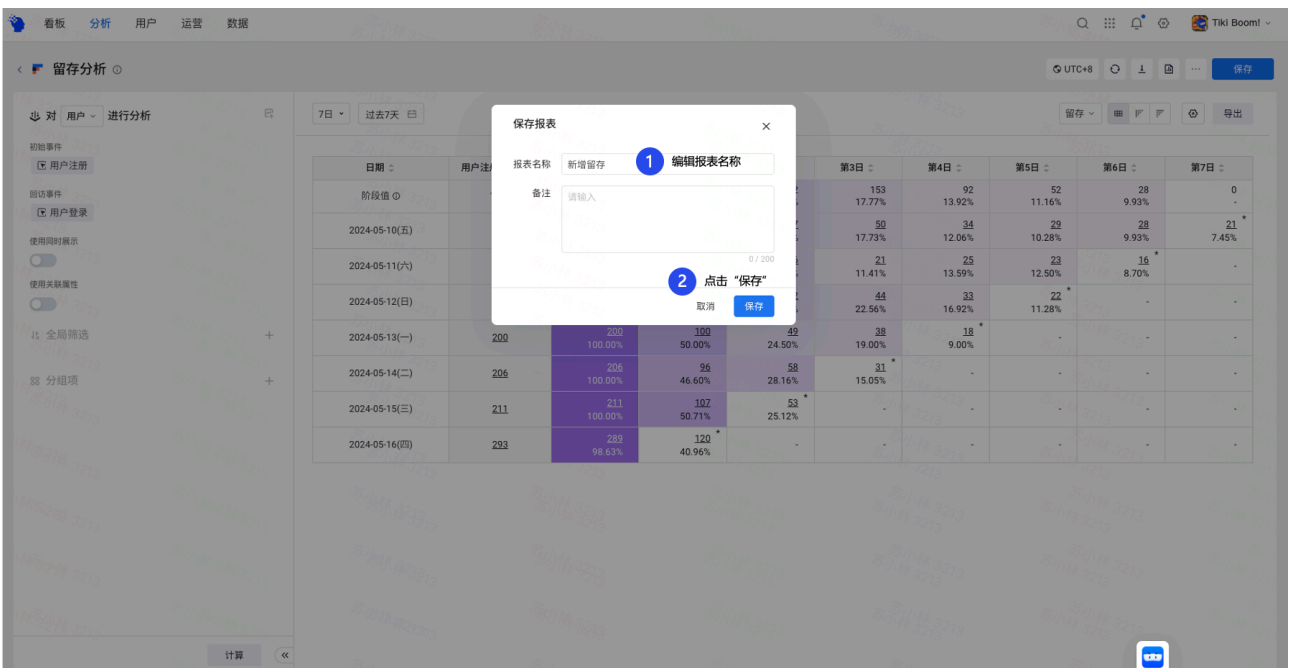 看板 分析 用户 运营 数据 Tiki Boom!
留存分析 UTC+8 保存
对 用户 进行分析 7日 过去7天 留存 导出
初始事件
用户注册
回访事件
用户登录
使用同时展示
使用关联属性
全局筛选
分组项
计算
保存报表
报表名称 新增留存 1 编辑报表名称
备注 请输入
0 / 200
2 点击“保存”
取消 保存
日期 用户注 第3日 第4日 第5日 第6日 第7日
阶段值 153 92 52 28 0
17.77% 13.92% 11.16% 9.93% -
2024-05-10(五) 50 34 29 28 21 *
17.73% 12.06% 10.28% 9.93% 7.45%
2024-05-11(六) 21 25 23 16 * -
11.41% 13.59% 12.50% 8.70%
2024-05-12(日) 44 33 22 * - -
22.56% 16.92% 11.28%
2024-05-13(一) 200 200 100 49 38 18 * - - -
100.00% 50.00% 24.50% 19.00% 9.00%
2024-05-14(二) 206 206 96 58 31 * - - - -
100.00% 46.60% 28.16% 15.05%
2024-05-15(三) 211 211 107 53 * - - - - -
100.00% 50.71% 25.12%
2024-05-16(四) 293 289 120 * - - - - - -
98.63% 40.96%